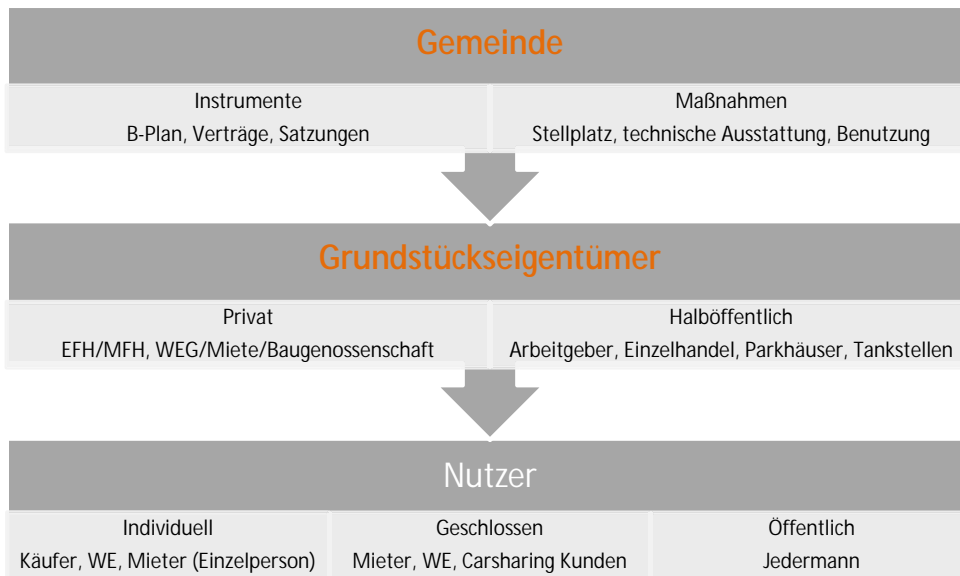 Gemeinde
Instrumente
B-Plan, Verträge, Satzungen
Maßnahmen
Stellplatz, technische Ausstattung, Benutzung
Grundstückseigentümer
Privat
EFH/MFH, WEG/Miete/Baugenossenschaft
Halböffentlich
Arbeitgeber, Einzelhandel, Parkhäuser, Tankstellen
Nutzer
Individuell
Käufer, WE, Mieter (Einzelperson)
Geschlossen
Mieter, WE, Carsharing Kunden
Öffentlich
Jedermann